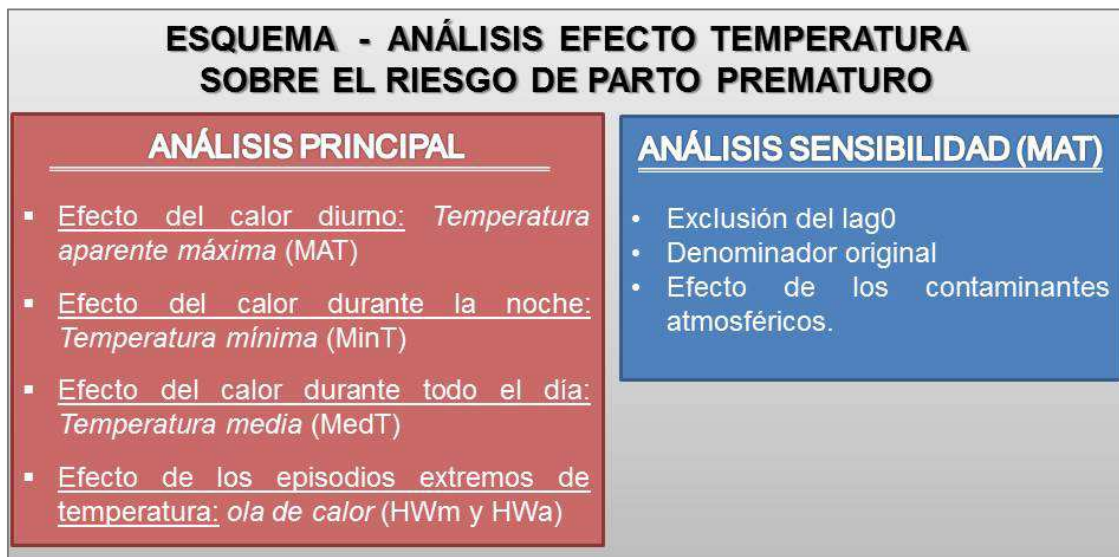 ESQUEMA - ANÁLISIS EFECTO TEMPERATURA
SOBRE EL RIESGO DE PARTO PREMATURO
ANÁLISIS PRINCIPAL
▪ Efecto del calor diurno: Temperatura
aparente máxima (MAT)
▪ Efecto del calor durante la noche:
Temperatura mínima (MinT)
▪ Efecto del calor durante todo el día:
Temperatura media (MedT)
▪ Efecto de los episodios extremos de
temperatura: ola de calor (HWm y HWa)
ANÁLISIS SENSIBILIDAD (MAT)
• Exclusión del lag0
• Denominador original
• Efecto de los contaminantes
atmosféricos.